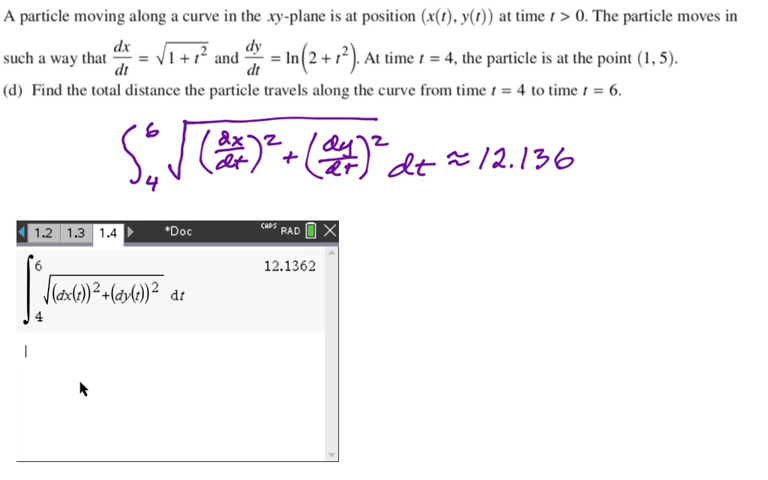 A particle moving along a curve in the xy-plane is at position (x(t), y(t)) at time t > 0. The particle moves in
such a way that dx/dt = √(1 + t²) and dy/dt = ln(2 + t²). At time t = 4, the particle is at the point (1, 5).
(d) Find the total distance the particle travels along the curve from time t = 4 to time t = 6.
∫₄⁶ √((dx/dt)² + (dy/dt)²) dt ≈ 12.136
1.2 1.3 1.4 *Doc CAPS RAD
∫₄⁶ √((dx(t))²+(dy(t))²) dt 12.1362